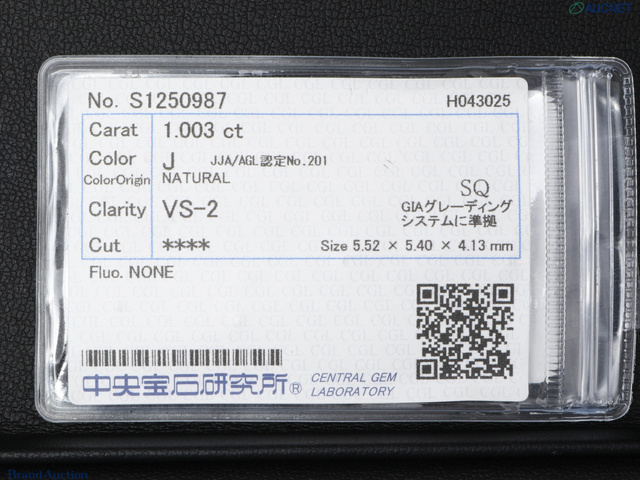 AUCNET
No. S1250987 H043025
Carat 1.003 ct
Color J JJA/AGL認定No.201
ColorOrigin NATURAL
Clarity VS-2 SQ
GIAグレーディング
システムに準拠
Cut **** Size 5.52 × 5.40 × 4.13 mm
Fluo. NONE
中央宝石研究所® CENTRAL GEM
LABORATORY
Brand Auction